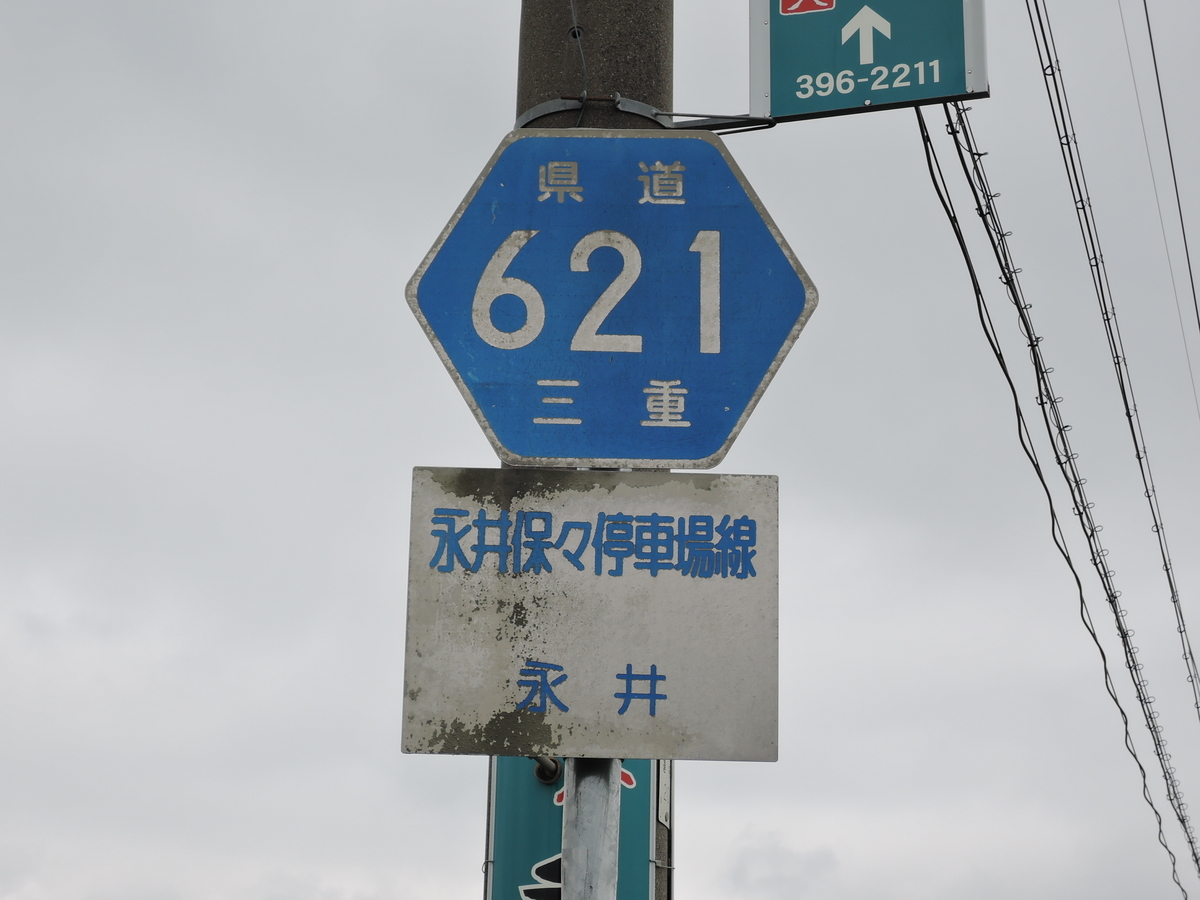 396-2211
県 道
621
三 重
永井保々停車場線
永 井